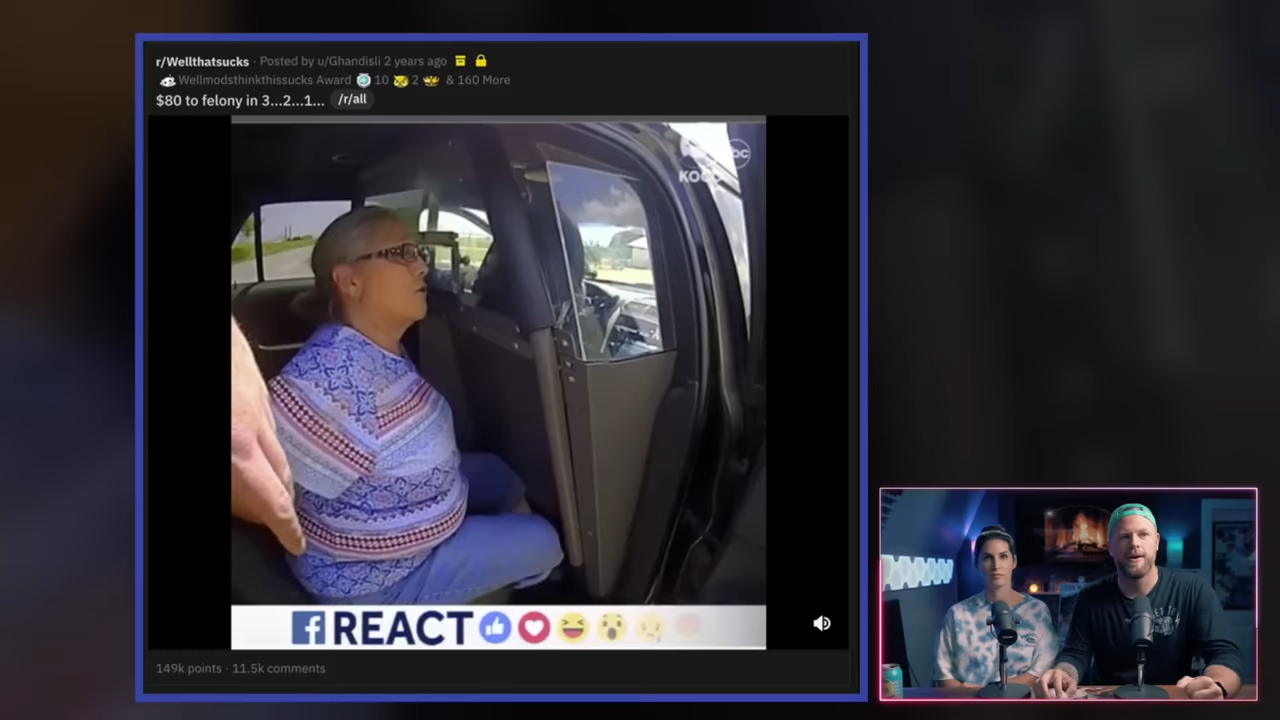 r/Wellthatsucks · Posted by u/Ghandisli 2 years ago
Wellmodsthinkthissucks Award 10 2 & 160 More
$80 to felony in 3...2...1... /r/all
KOCO
REACT
149k points · 11.5k comments